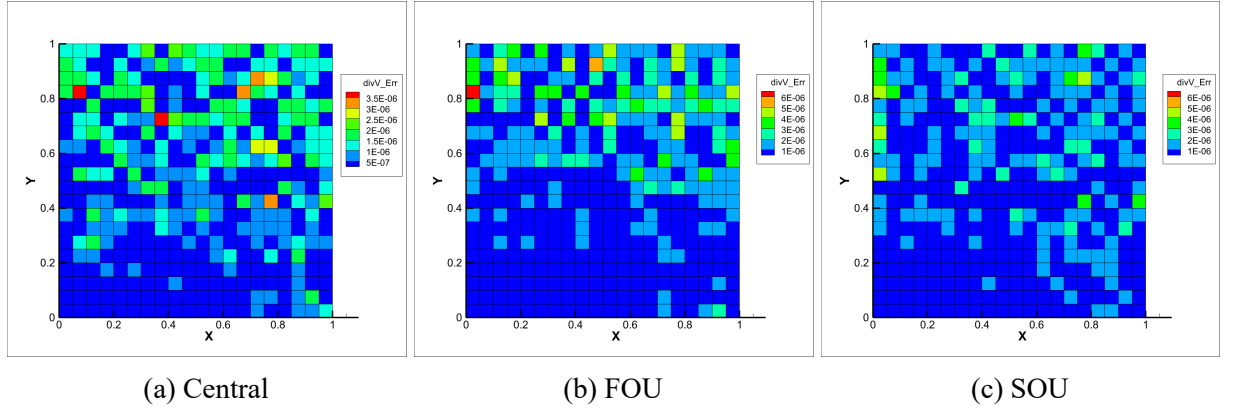 divV_Err
3.5E-06
3E-06
2.5E-06
2E-06
1.5E-06
1E-06
5E-07
Y
1
0.8
0.6
0.4
0.2
0
0 0.2 0.4 0.6 0.8 1
X
(a) Central
divV_Err
6E-06
5E-06
4E-06
3E-06
2E-06
1E-06
Y
1
0.8
0.6
0.4
0.2
0
0 0.2 0.4 0.6 0.8 1
X
(b) FOU
divV_Err
6E-06
5E-06
4E-06
3E-06
2E-06
1E-06
Y
1
0.8
0.6
0.4
0.2
0
0 0.2 0.4 0.6 0.8 1
X
(c) SOU